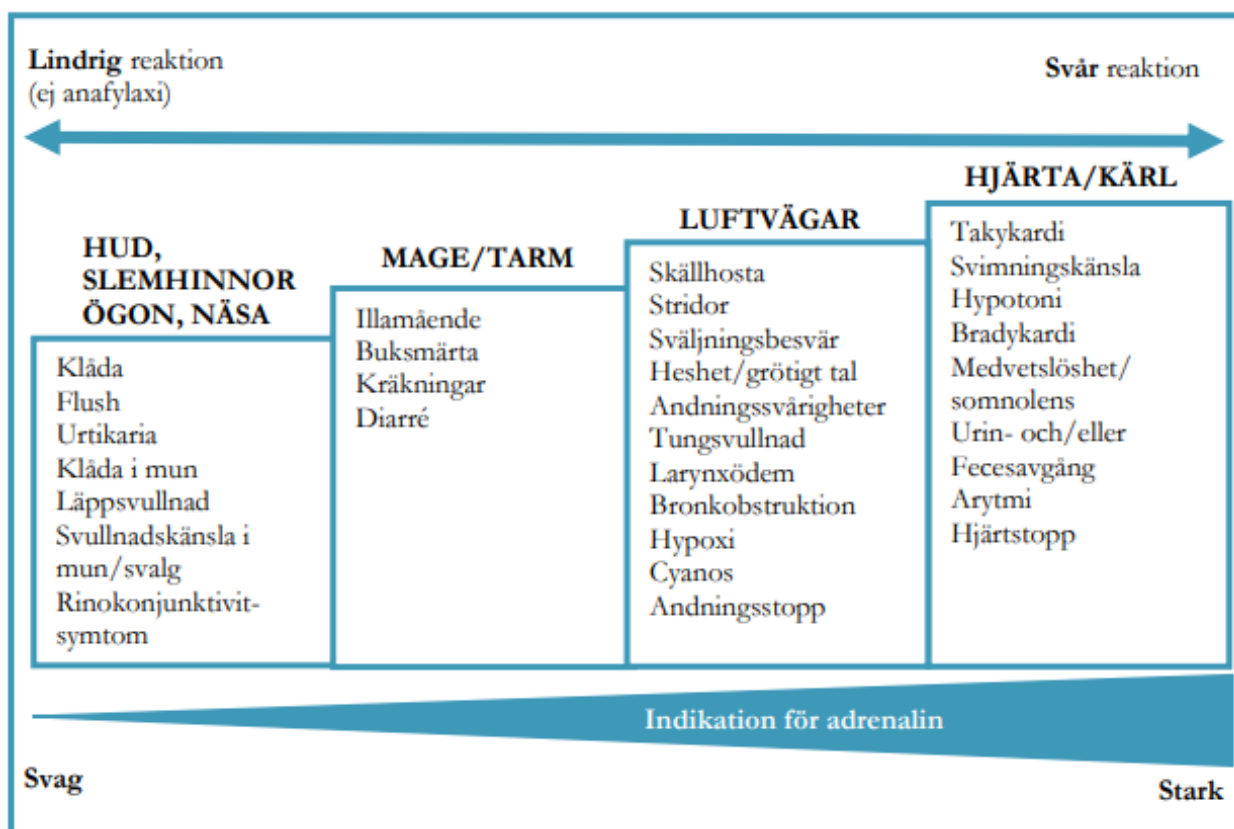 Lindrig reaktion
(ej anafylaxi)
Svår reaktion
HUD,
SLEMHINNOR
ÖGON, NÄSA
Klåda
Flush
Urtikaria
Klåda i mun
Läppsvullnad
Svullnadskänsla i
mun/svalg
Rinokonjunktivit-
symtom
MAGE/TARM
Illamående
Buksmärta
Kräkningar
Diarré
LUFTVÄGAR
Skällhosta
Stridor
Sväljningsbesvär
Heshet/grötigt tal
Andningssvårigheter
Tungsvullnad
Larynxödem
Bronkobstruktion
Hypoxi
Cyanos
Andningsstopp
HJÄRTA/KÄRL
Takykardi
Svimningskänsla
Hypotoni
Bradykardi
Medvetslöshet/
somnolens
Urin- och/eller
Fecesavgång
Arytmi
Hjärtstopp
Indikation för adrenalin
Svag
Stark